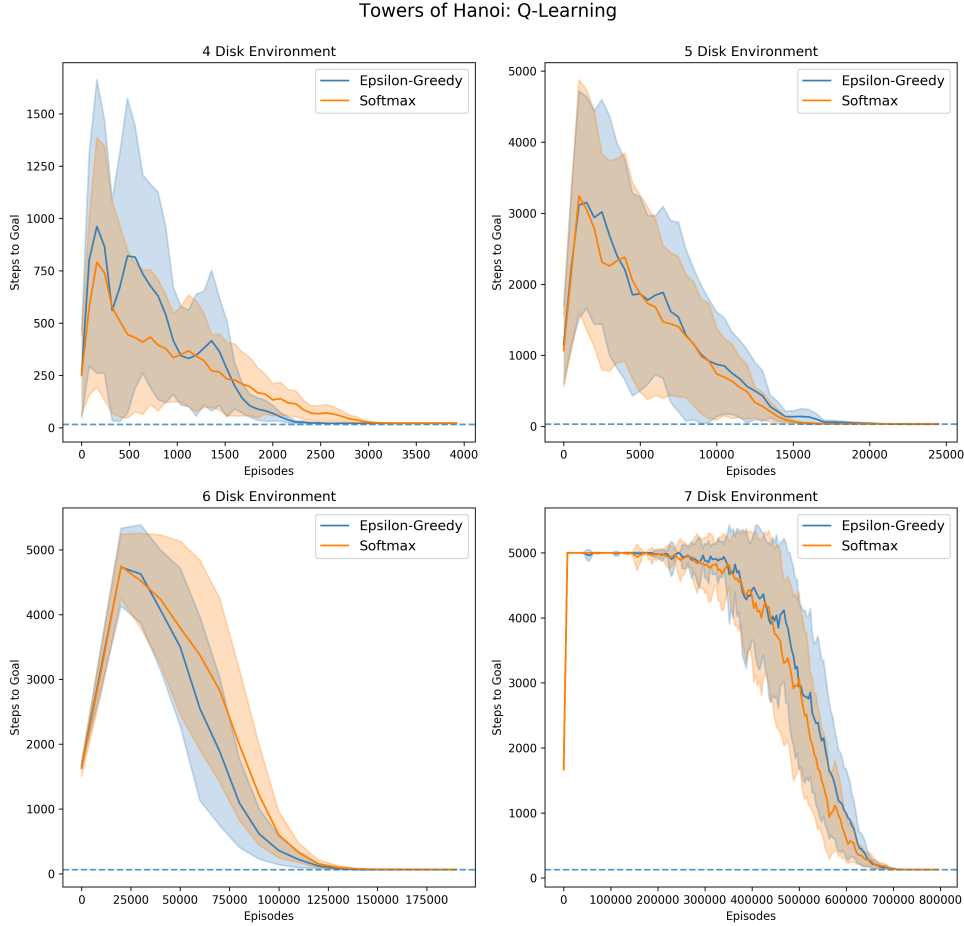 Towers of Hanoi: Q-Learning
4 Disk Environment
Epsilon-Greedy
Softmax
Steps to Goal
1500
1250
1000
750
500
250
0
0 500 1000 1500 2000 2500 3000 3500 4000
Episodes
5 Disk Environment
Epsilon-Greedy
Softmax
Steps to Goal
5000
4000
3000
2000
1000
0
0 5000 10000 15000 20000 25000
Episodes
6 Disk Environment
Epsilon-Greedy
Softmax
Steps to Goal
5000
4000
3000
2000
1000
0
0 25000 50000 75000 100000 125000 150000 175000
Episodes
7 Disk Environment
Epsilon-Greedy
Softmax
Steps to Goal
5000
4000
3000
2000
1000
0
0 100000 200000 300000 400000 500000 600000 700000 800000
Episodes